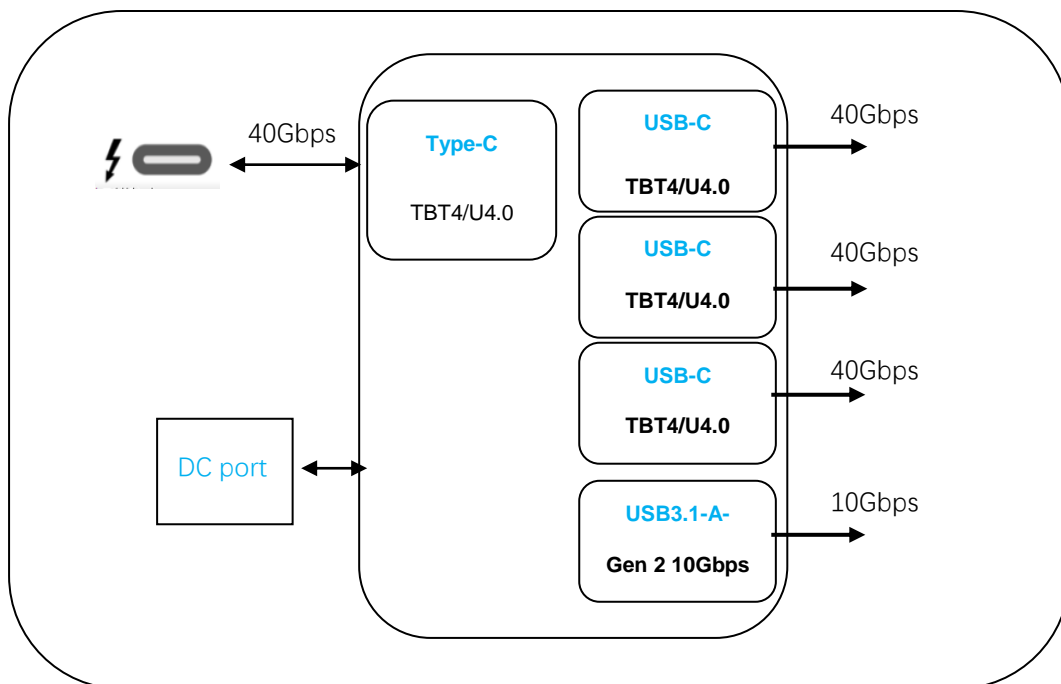 40Gbps
Type-C
TBT4/U4.0
DC port
USB-C
TBT4/U4.0
40Gbps
USB-C
TBT4/U4.0
40Gbps
USB-C
TBT4/U4.0
40Gbps
USB3.1-A-
Gen 2 10Gbps
10Gbps